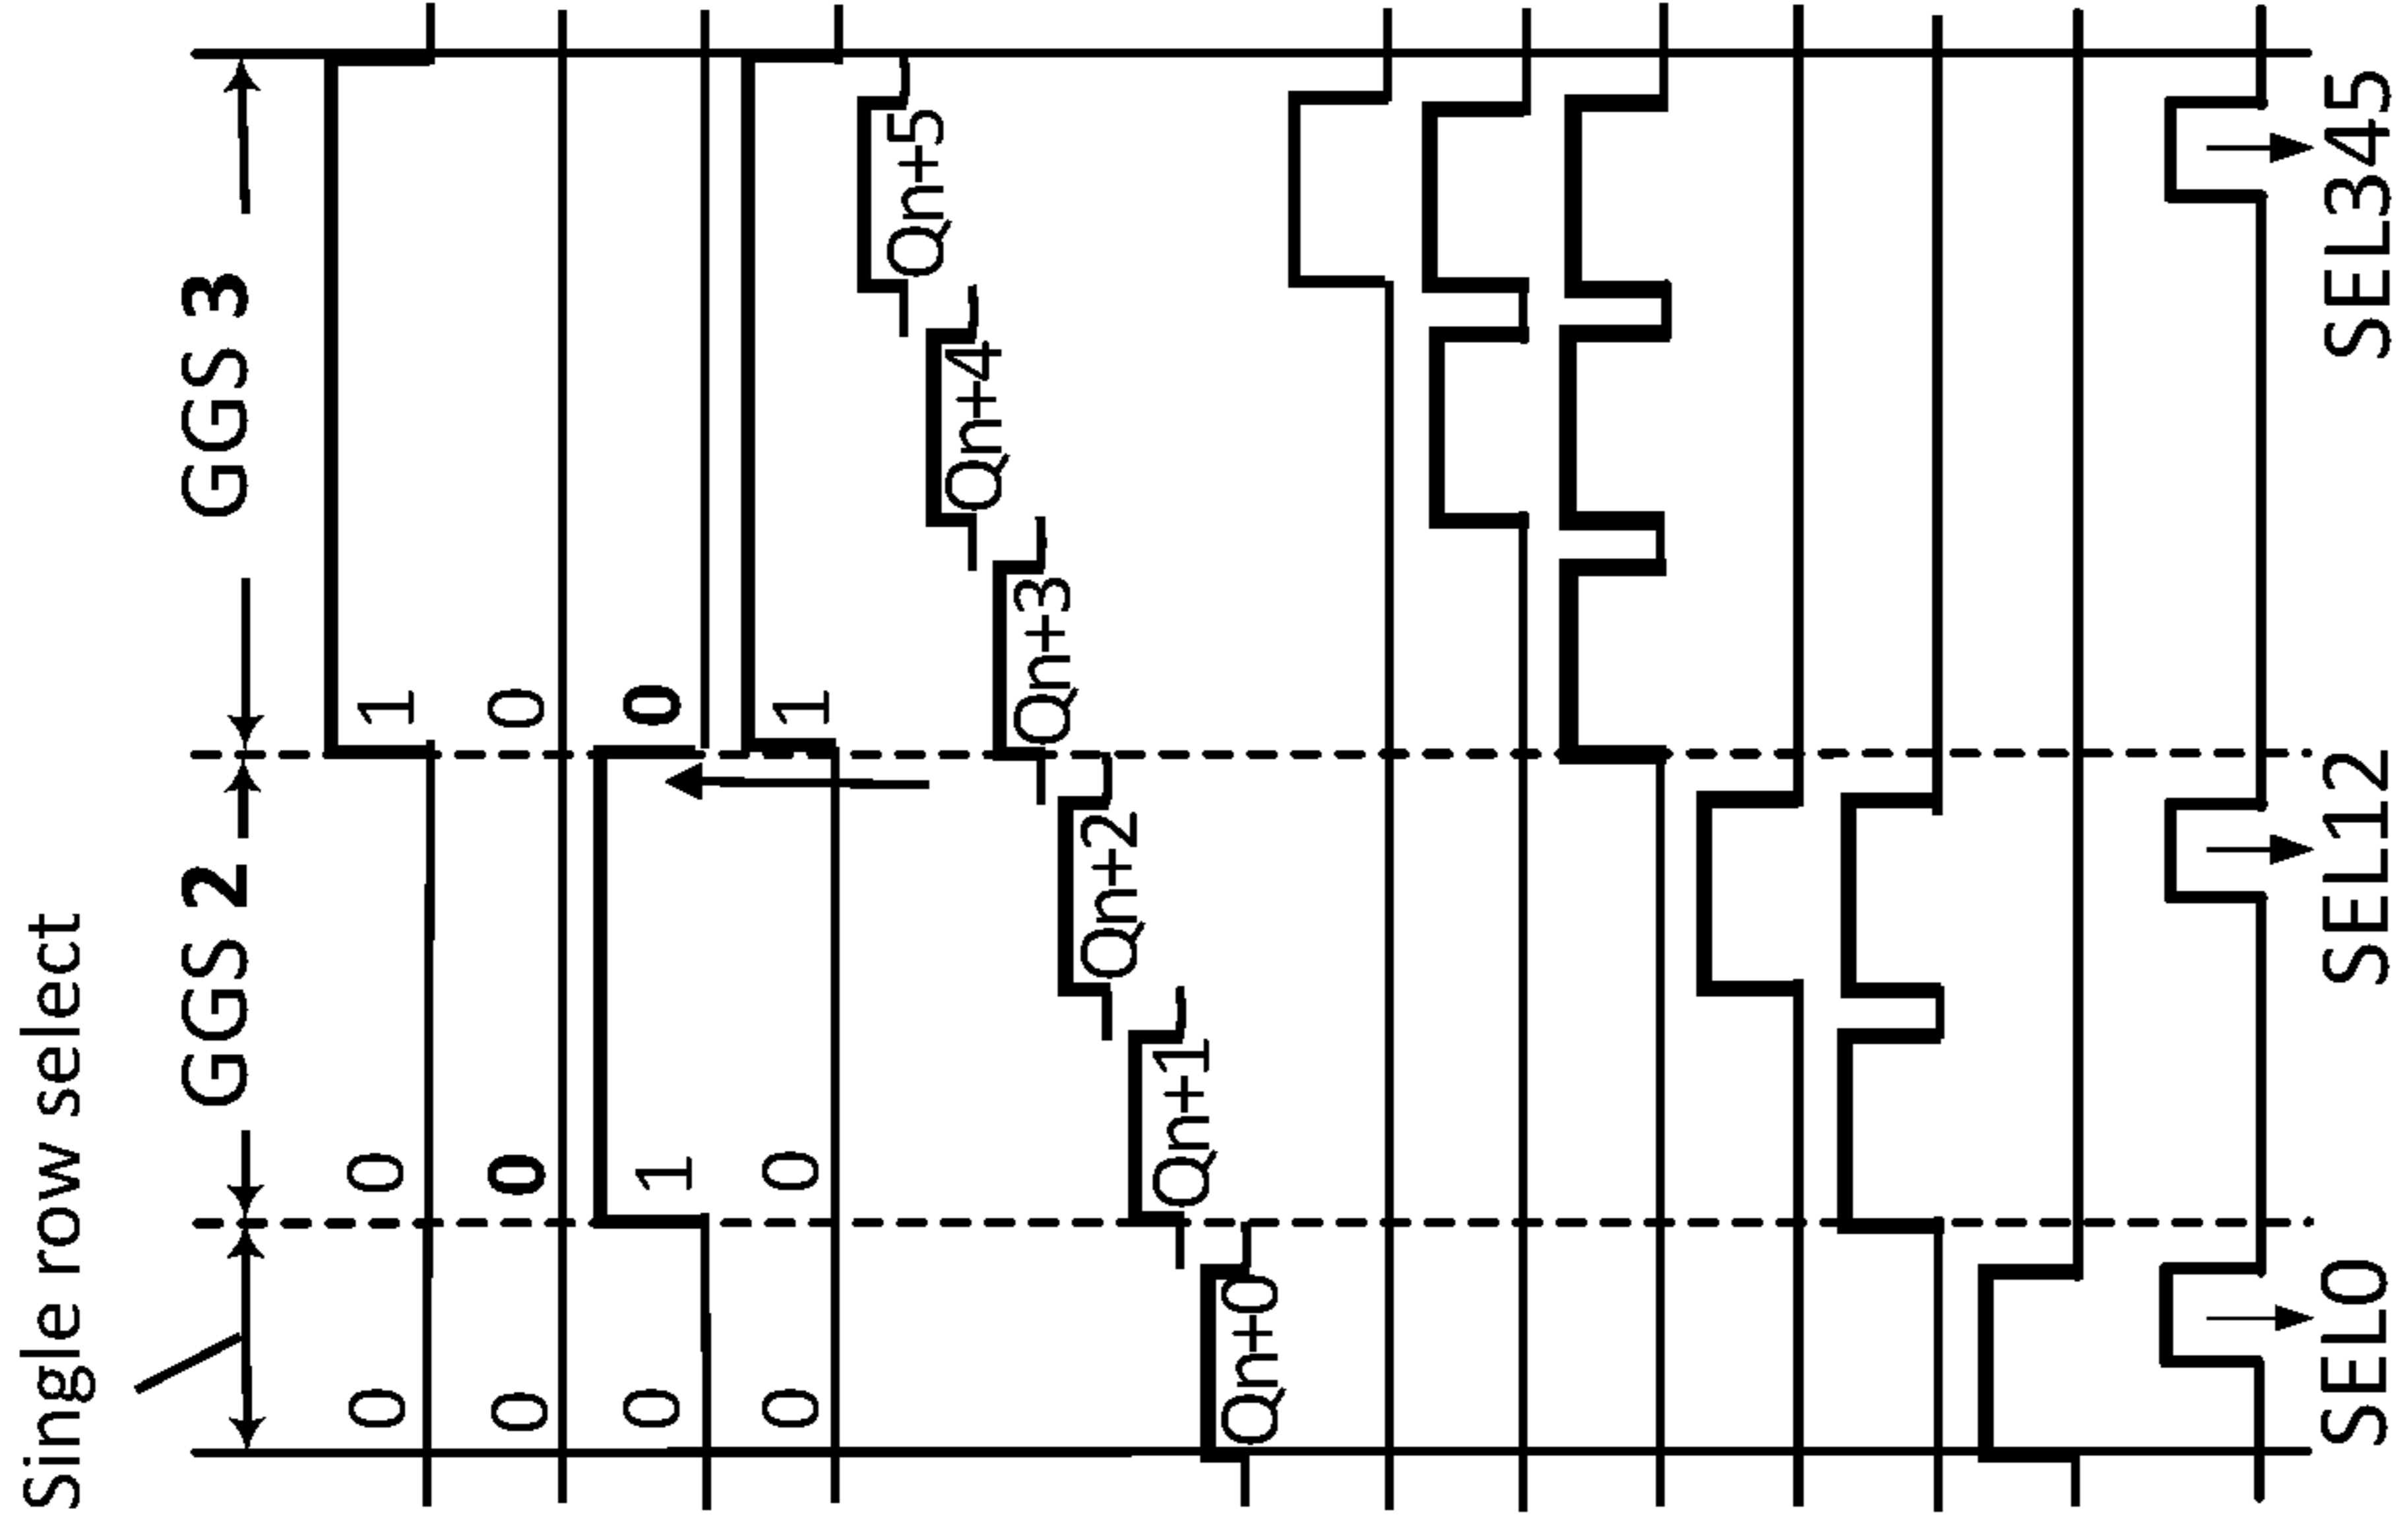 Single row select
GGS 2
GGS 3
0 0 1
0 0 0
0 1 0
0 0 1
Qn+5
Qn+4
Qn+3
Qn+2
Qn+1
Qn+0
SEL0
SEL12
SEL345